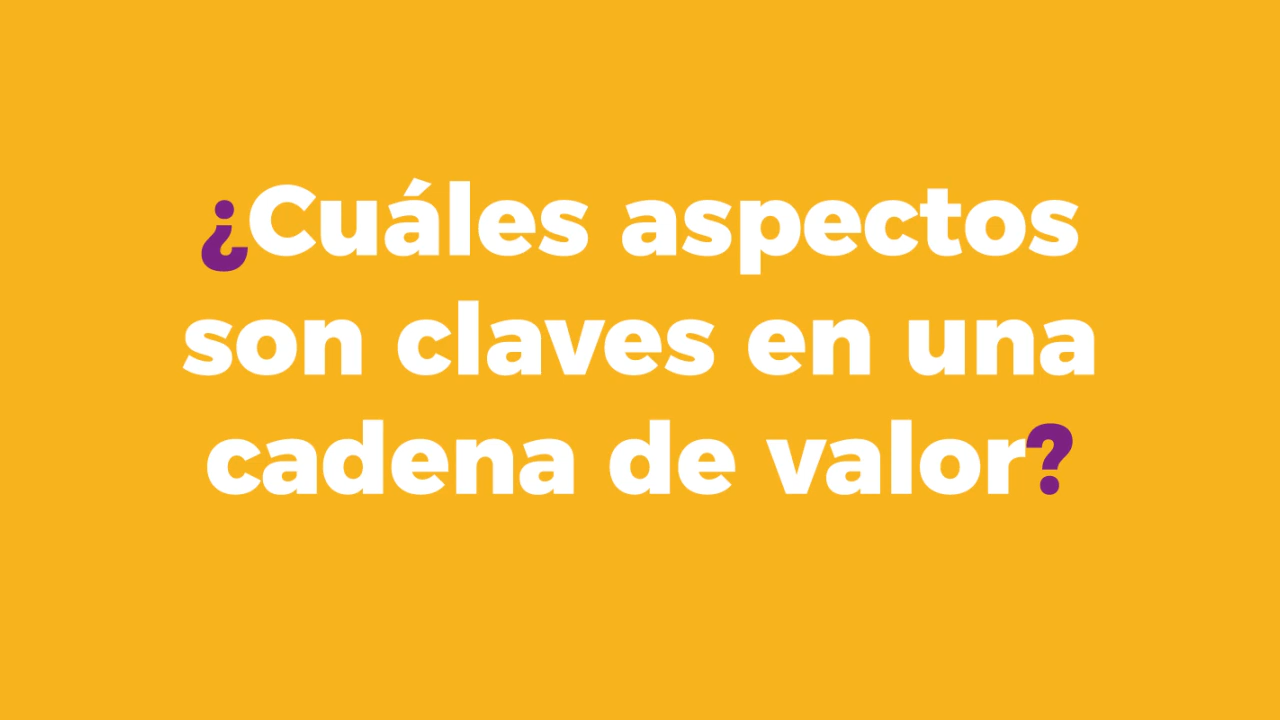 ¿Cuáles aspectos
son claves en una
cadena de valor?